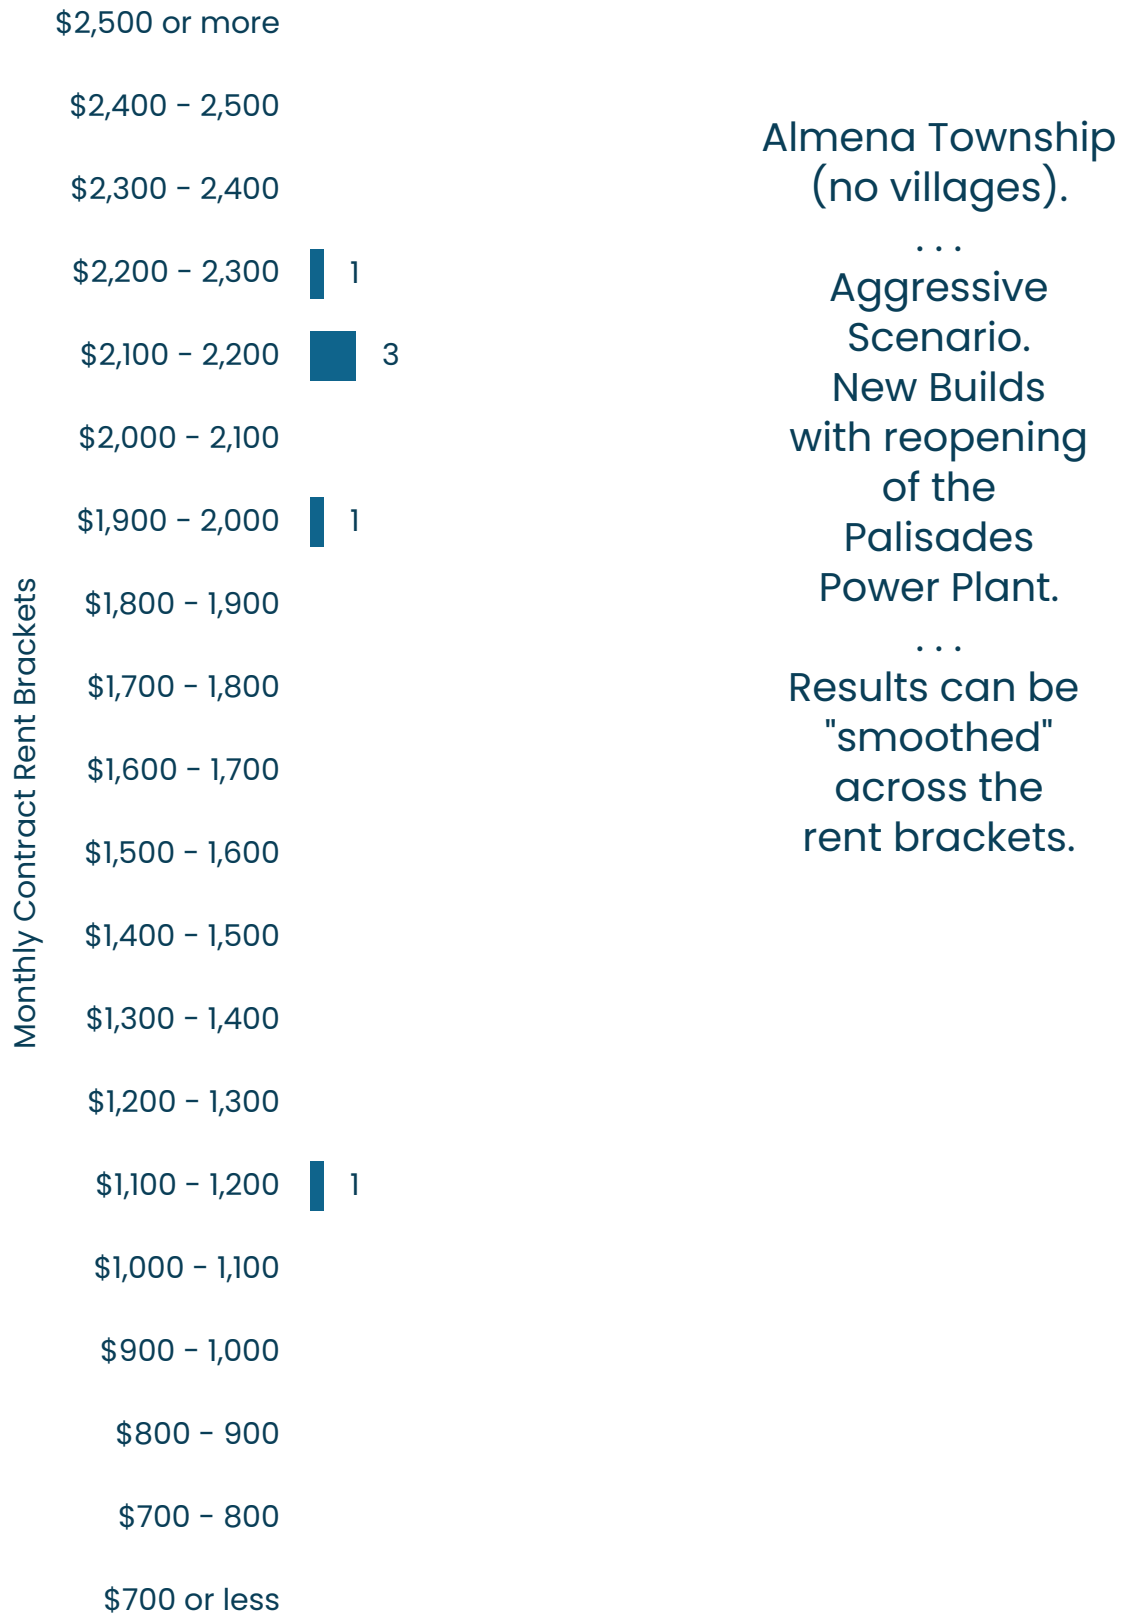 $2,500 or more
$2,400 - 2,500
$2,300 - 2,400
$2,200 - 2,300 1
$2,100 - 2,200 3
$2,000 - 2,100
$1,900 - 2,000 1
$1,800 - 1,900
$1,700 - 1,800
$1,600 - 1,700
$1,500 - 1,600
$1,400 - 1,500
$1,300 - 1,400
$1,200 - 1,300
$1,100 - 1,200 1
$1,000 - 1,100
$900 - 1,000
$800 - 900
$700 - 800
$700 or less
Monthly Contract Rent Brackets
Almena Township
(no villages).
. . .
Aggressive
Scenario.
New Builds
with reopening
of the
Palisades
Power Plant.
. . .
Results can be
"smoothed"
across the
rent brackets.